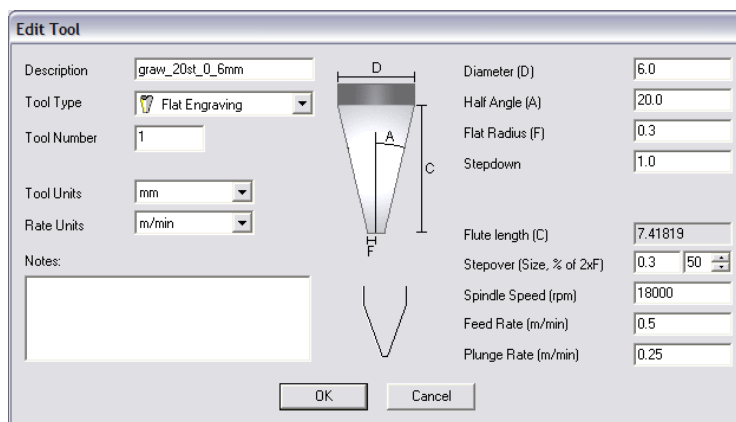 Edit Tool
Description graw_20st_0_6mm
Tool Type Flat Engraving
Tool Number 1
Tool Units mm
Rate Units m/min
Notes:
D
A
C
F
Diameter (D) 6.0
Half Angle (A) 20.0
Flat Radius (F) 0.3
Stepdown 1.0
Flute length (C) 7.41819
Stepover (Size, % of 2xF) 0.3 50
Spindle Speed (rpm) 18000
Feed Rate (m/min) 0.5
Plunge Rate (m/min) 0.25
OK Cancel